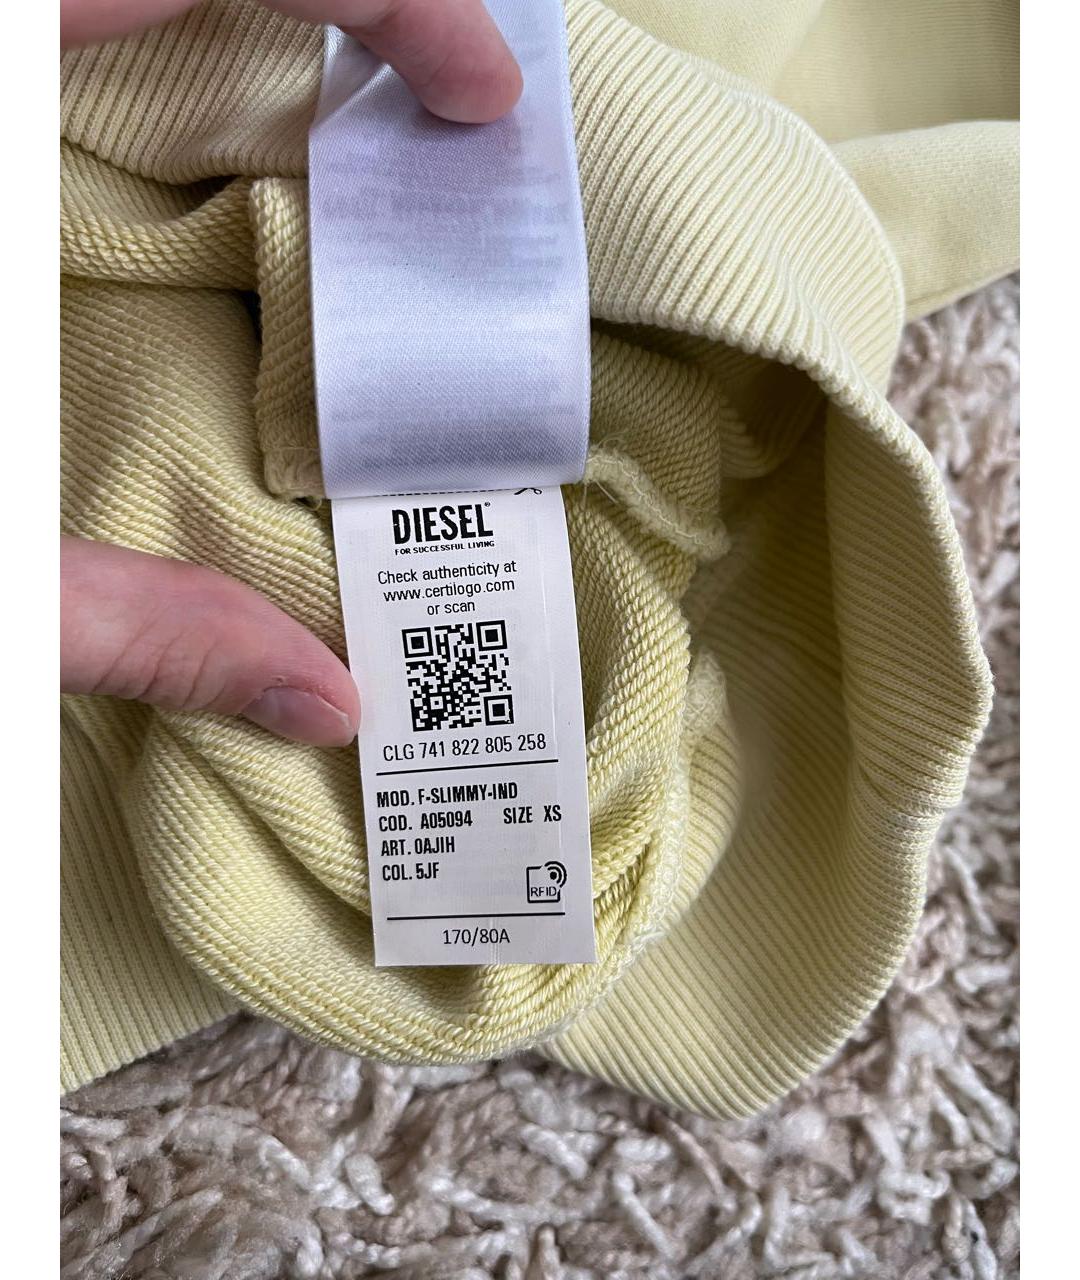 DIESEL®
FOR SUCCESSFUL LIVING
Check authenticity at
www.certilogo.com
or scan
CLG 741 822 805 258
MOD. F-SLIMMY-IND
COD. A05094 SIZE XS
ART. 0AJIH
COL. 5JF
RFID
170/80A